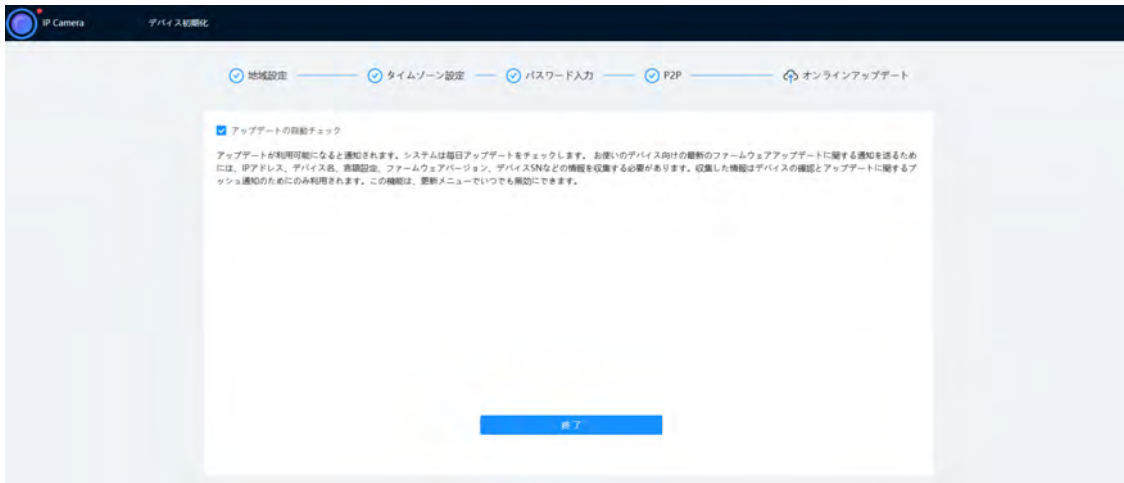 IP Camera
デバイス初期化
地域設定
タイムゾーン設定
パスワード入力
P2P
オンラインアップデート
アップデートの自動チェック
アップデートが利用可能になると通知されます。システムは毎日アップデートをチェックします。 お使いのデバイス向けの最新のファームウェアアップデートに関する通知を送るため
には、IPアドレス、デバイス名、言語設定、ファームウェアバージョン、デバイスSNなどの情報を収集する必要があります。収集した情報はデバイスの確認とアップデートに関するプ
ッシュ通知のためにのみ利用されます。この機能は、更新メニューでいつでも無効にできます。
終了